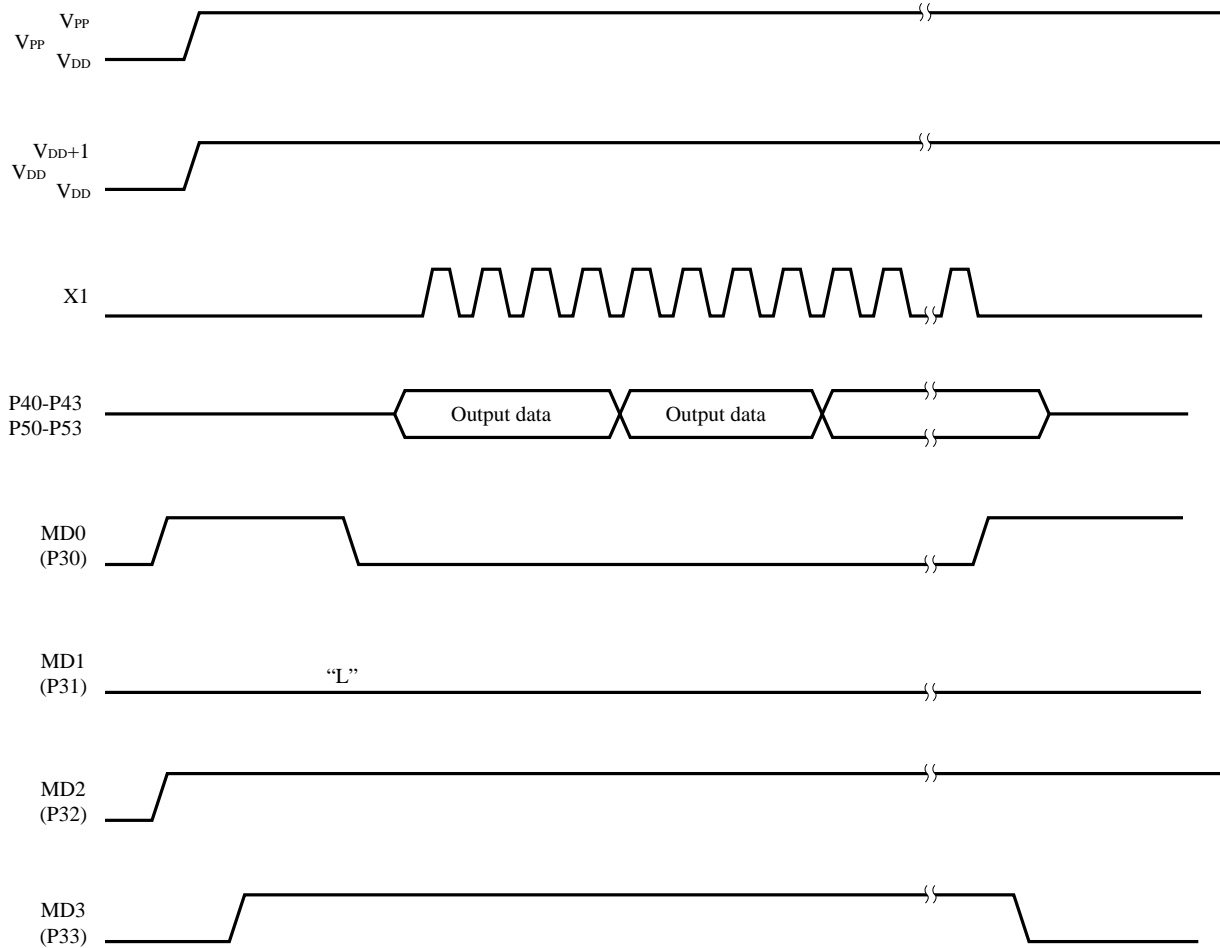 VPP
VPP
VDD
VDD+1
VDD
VDD
X1
P40-P43
P50-P53
Output data
Output data
MD0
(P30)
MD1
(P31)
“L”
MD2
(P32)
MD3
(P33)